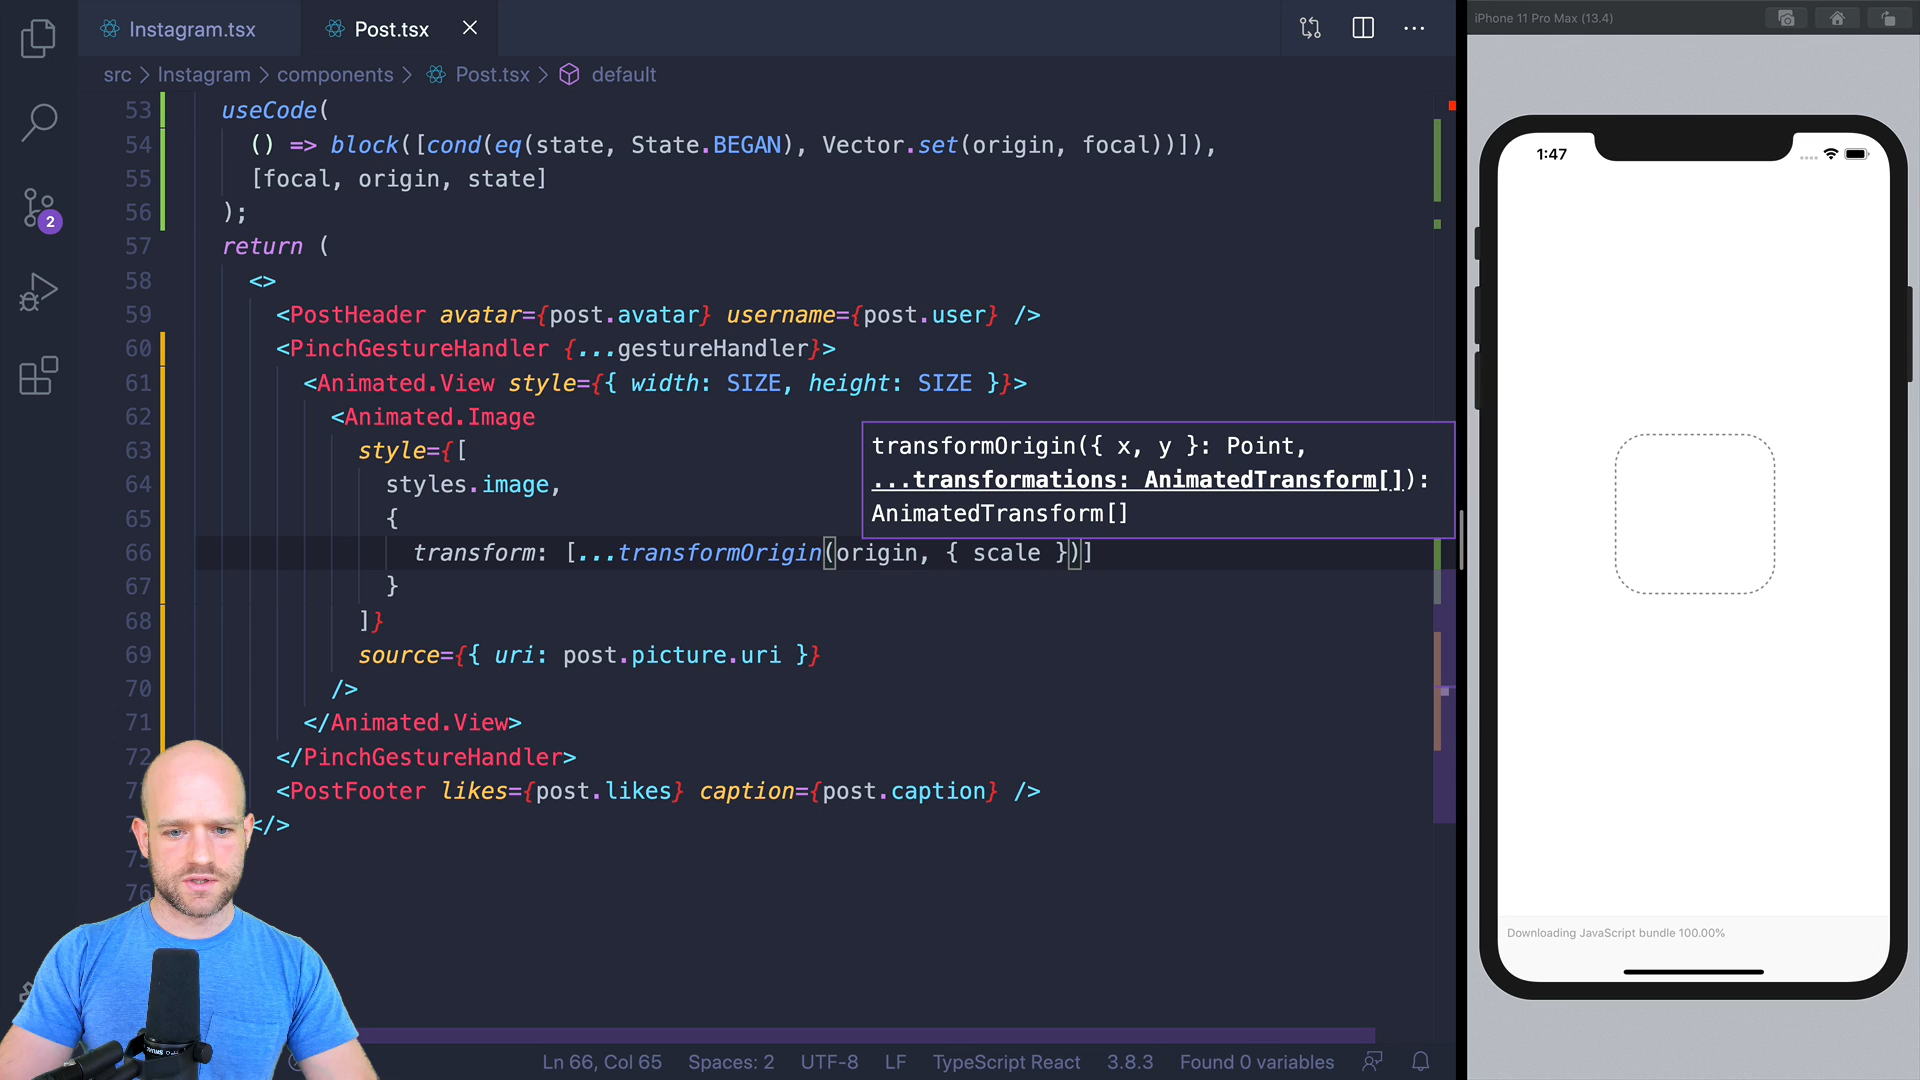 Instagram.tsx
Post.tsx
src > Instagram > components > Post.tsx > default
53 useCode(
54 () => block([cond(eq(state, State.BEGAN), Vector.set(origin, focal))]),
55 [focal, origin, state]
56 );
57 return (
58 <>
59 <PostHeader avatar={post.avatar} username={post.user} />
60 <PinchGestureHandler {...gestureHandler}>
61 <Animated.View style={{ width: SIZE, height: SIZE }}>
62 <Animated.Image
63 style={[
64 styles.image,
65 {
66 transform: [...transformOrigin(origin, { scale })]
67 }
68 ]}
69 source={{ uri: post.picture.uri }}
70 />
71 </Animated.View>
72 </PinchGestureHandler>
<PostFooter likes={post.likes} caption={post.caption} />
</>
76
transformOrigin({ x, y }: Point,
...transformations: AnimatedTransform[]):
AnimatedTransform[]
2
Ln 66, Col 65
Spaces: 2
UTF-8
LF
TypeScript React
3.8.3
Found 0 variables
iPhone 11 Pro Max (13.4)
1:47
Downloading JavaScript bundle 100.00%